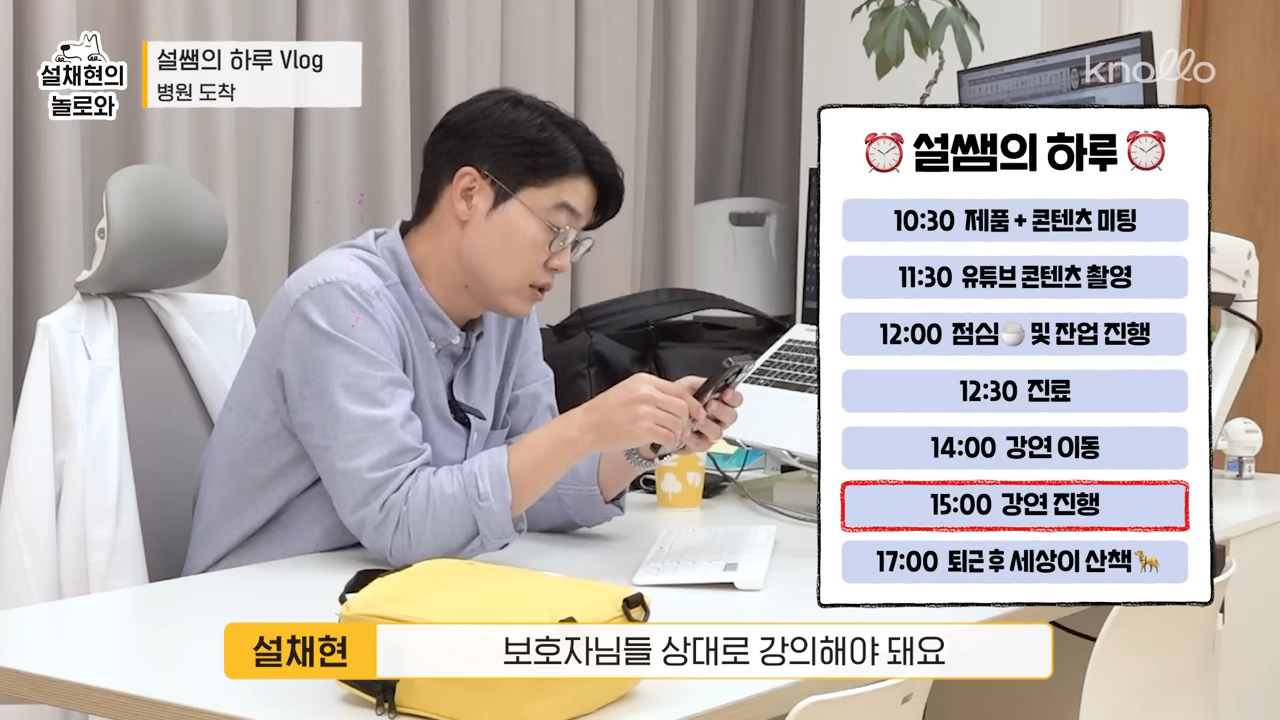 설채현의
놀로와
설쌤의 하루 Vlog
병원 도착
knollo
설쌤의 하루
10:30 제품 + 콘텐츠 미팅
11:30 유튜브 콘텐츠 촬영
12:00 점심🍚 및 잔업 진행
12:30 진료
14:00 강연 이동
15:00 강연 진행
17:00 퇴근 후 세상이 산책🦮
설채현
보호자님들 상대로 강의해야 돼요